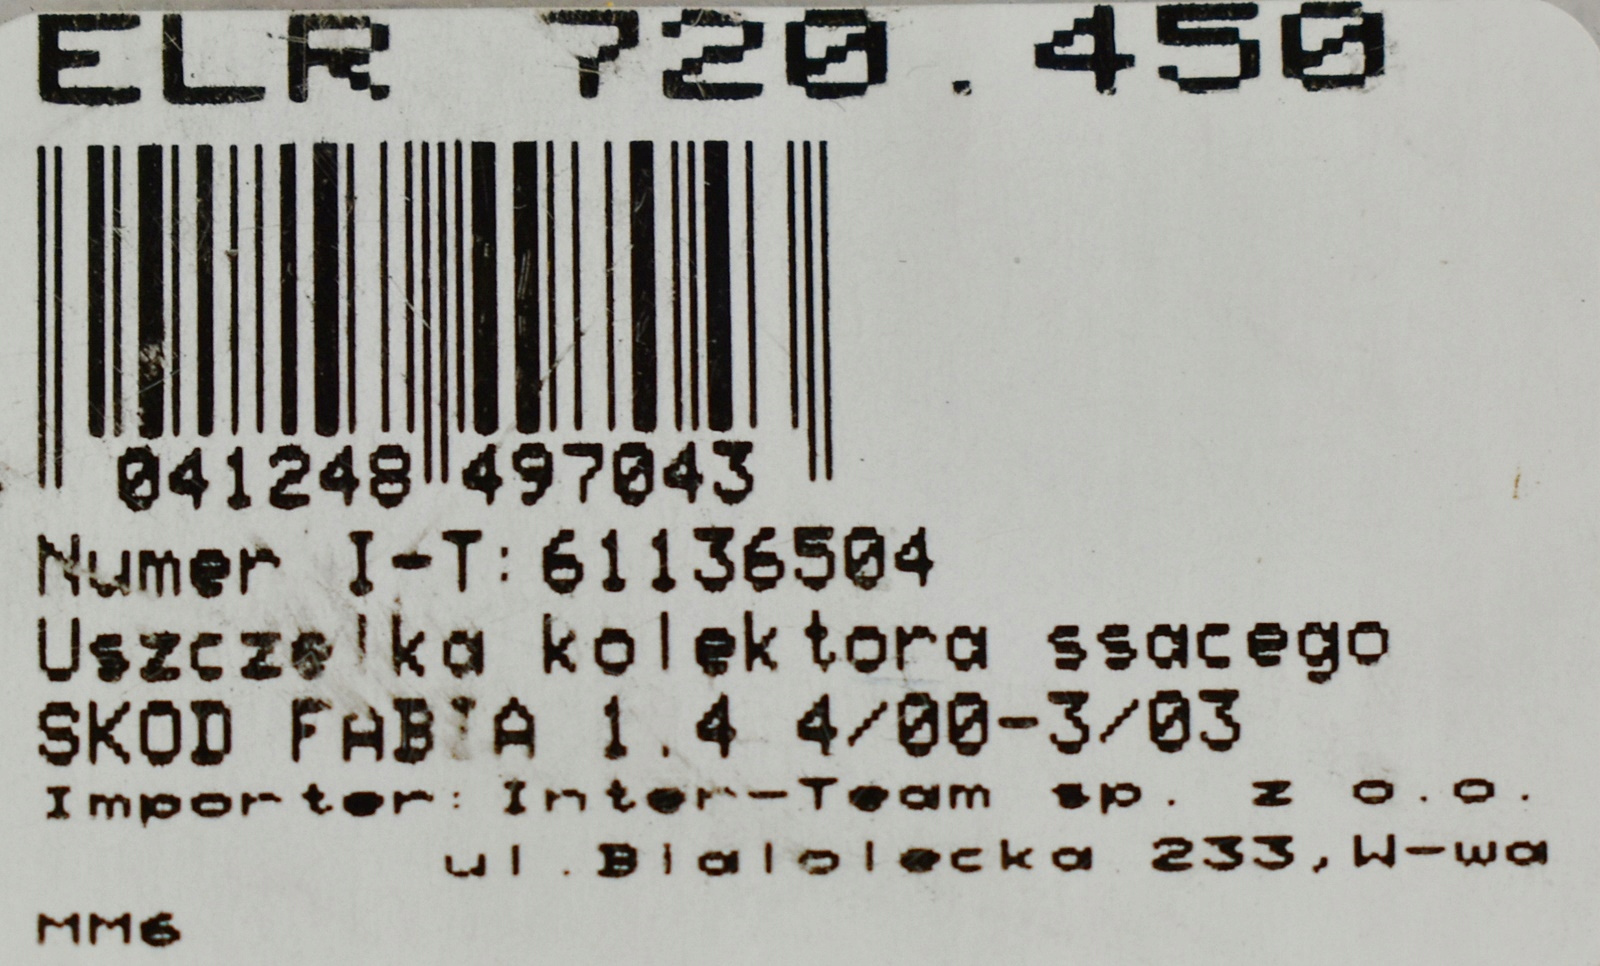 ELR 720.450
041248 497043
Numer I-T:61136504
Uszczelka kolektora ssacego
SKOD FABIA 1.4 4/00-3/03
Importer: Inter-Team sp. z o.o.
ul.Bialolecka 233,W-wa
MM6